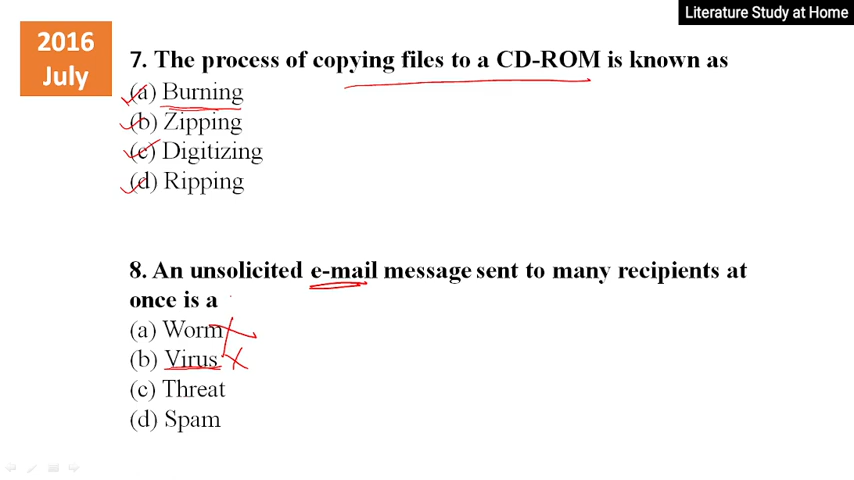 Literature Study at Home
2016
July
7. The process of copying files to a CD-ROM is known as
(a) Burning
(b) Zipping
(c) Digitizing
(d) Ripping
8. An unsolicited e-mail message sent to many recipients at
once is a
(a) Worm
(b) Virus
(c) Threat
(d) Spam